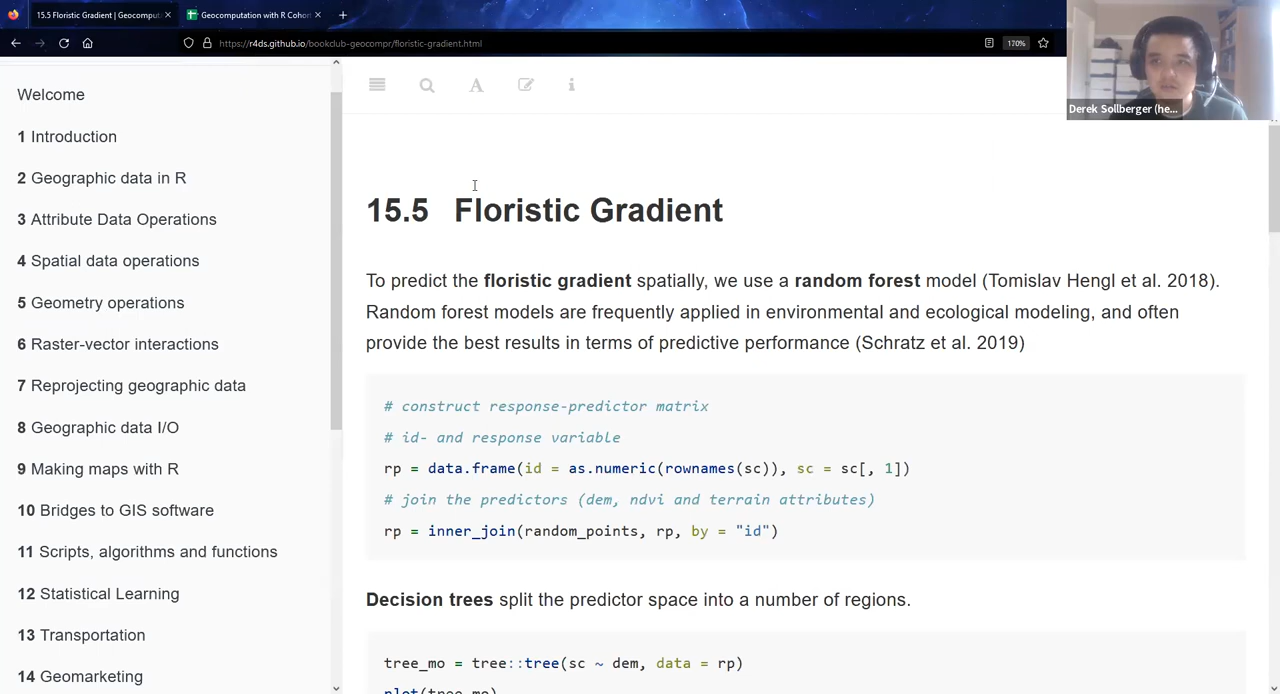 15.5 Floristic Gradient | Geocomput
Geocomputation with R Cohor
https://r4ds.github.io/bookclub-geocompr/floristic-gradient.html
170%
Derek Sollberger (he...
Welcome
1 Introduction
2 Geographic data in R
3 Attribute Data Operations
4 Spatial data operations
5 Geometry operations
6 Raster-vector interactions
7 Reprojecting geographic data
8 Geographic data I/O
9 Making maps with R
10 Bridges to GIS software
11 Scripts, algorithms and functions
12 Statistical Learning
13 Transportation
14 Geomarketing
15.5 Floristic Gradient
To predict the floristic gradient spatially, we use a random forest model (Tomislav Hengl et al. 2018).
Random forest models are frequently applied in environmental and ecological modeling, and often
provide the best results in terms of predictive performance (Schratz et al. 2019)
# construct response-predictor matrix
# id- and response variable
rp = data.frame(id = as.numeric(rownames(sc)), sc = sc[, 1])
# join the predictors (dem, ndvi and terrain attributes)
rp = inner_join(random_points, rp, by = "id")
Decision trees split the predictor space into a number of regions.
tree_mo = tree::tree(sc ~ dem, data = rp)
plot(tree_mo)